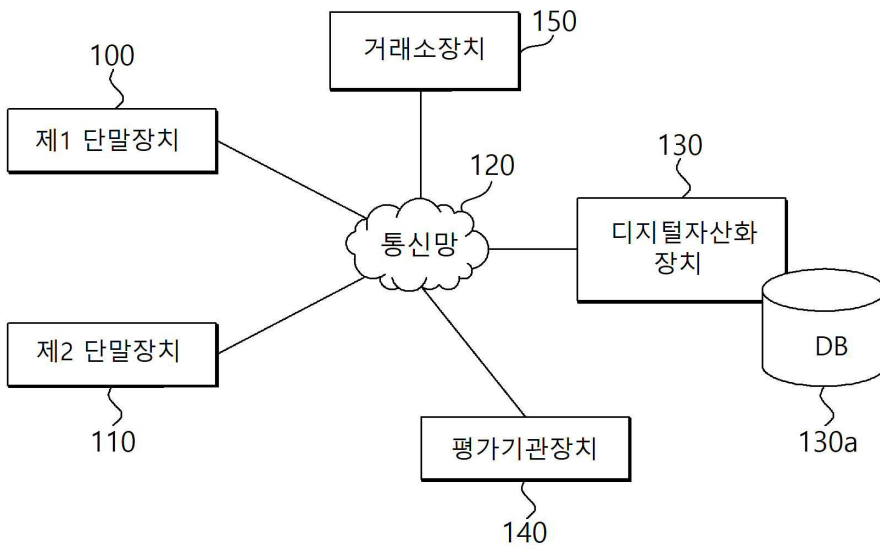 150
거래소장치
100
제1 단말장치
120
130
통신망
디지털자산화
장치
제2 단말장치
DB
110
평가기관장치
130a
140